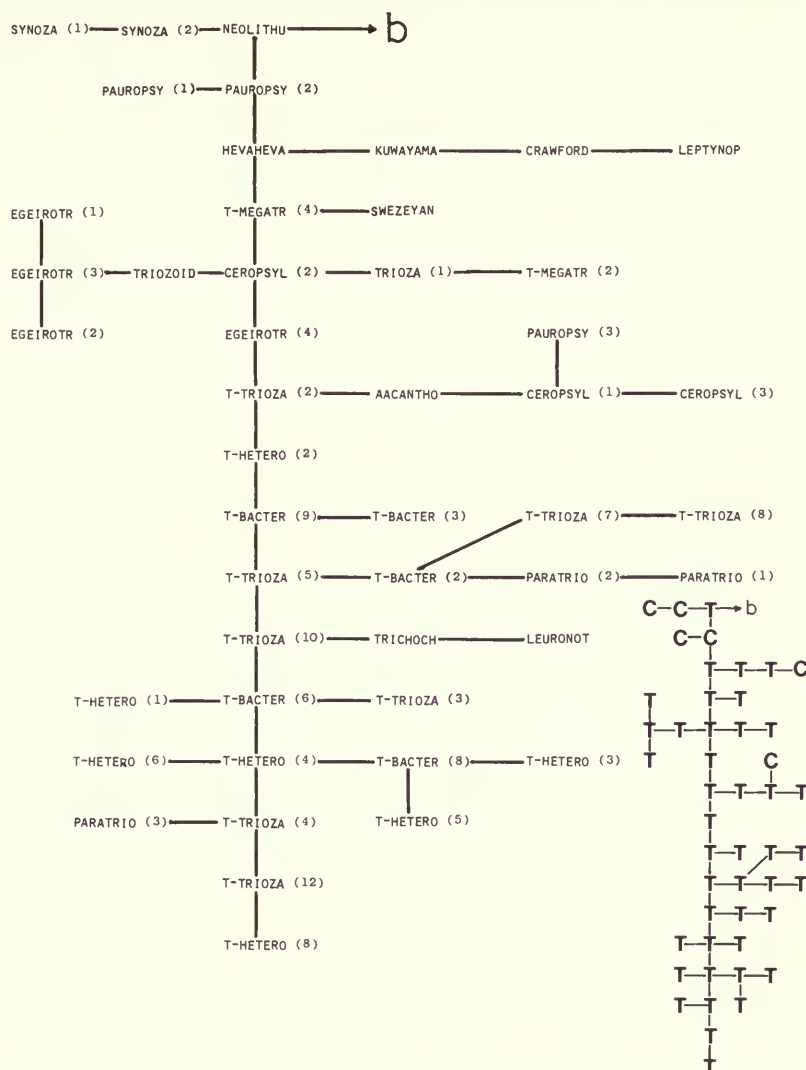 SYNOZA (1) SYNOZA (2) NEOLITHU b
PAUROPSY (1) PAUROPSY (2)
HEVAHEVA KUWAYAMA CRAWFORD LEPTYNOP
EGEIROTR (1) T-MEGATR (4) SWEZEYAN
EGEIROTR (3) TRIOZOID CEROPSYL (2) TRIOZA (1) T-MEGATR (2)
EGEIROTR (2) EGEIROTR (4) PAUROPSY (3)
T-TRIOZA (2) AACANTHO CEROPSYL (1) CEROPSYL (3)
T-HETERO (2)
T-BACTER (9) T-BACTER (3) T-TRIOZA (7) T-TRIOZA (8)
T-TRIOZA (5) T-BACTER (2) PARATRIO (2) PARATRIO (1)
T-TRIOZA (10) TRICHOCH LEURONOT
T-HETERO (1) T-BACTER (6) T-TRIOZA (3)
T-HETERO (6) T-HETERO (4) T-BACTER (8) T-HETERO (3)
PARATRIO (3) T-TRIOZA (4) T-HETERO (5)
T-TRIOZA (12)
T-HETERO (8)
C C T b
C C
T T T C
T T T
T T T T T
T T C
T T T T
T
T T T T
T T T T
T T T
T T T
T T T T
T T T
T
T